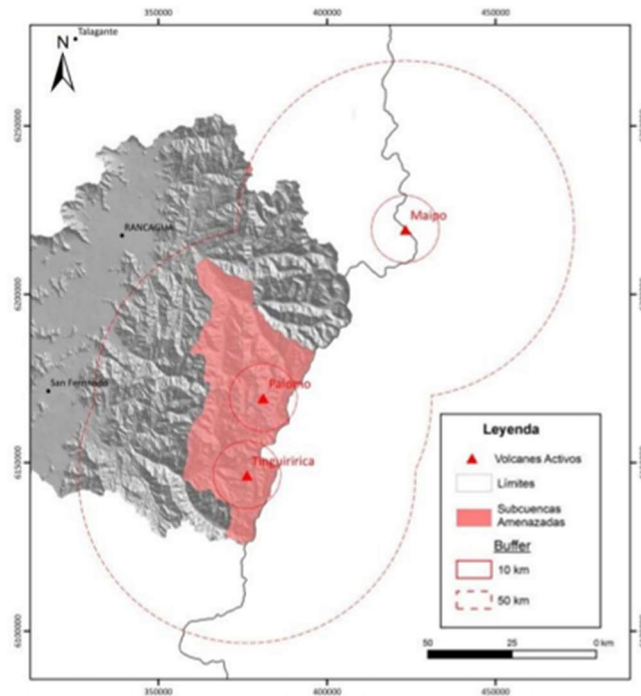 350000 400000 450000
N
Talagante
6250000
RANCAGUA
Maipo
6200000
San Fernando
Palomo
Tinguiririca
6150000
6100000
Leyenda
Volcanes Activos
Límites
Subcuencas
Amenazadas
Buffer
10 km
50 km
50 25 0 km
350000 400000 450000